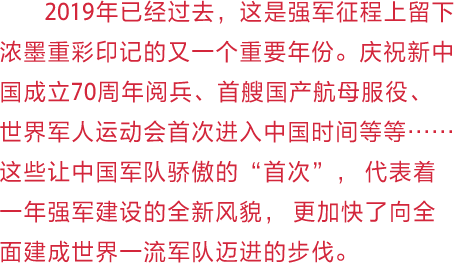 2019年已经过去，这是强军征程上留下
浓墨重彩印记的又一个重要年份。庆祝新中
国成立70周年阅兵、首艘国产航母服役、
世界军人运动会首次进入中国时间等等……
这些让中国军队骄傲的“首次”，代表着
一年强军建设的全新风貌，更加快了向全
面建成世界一流军队迈进的步伐。